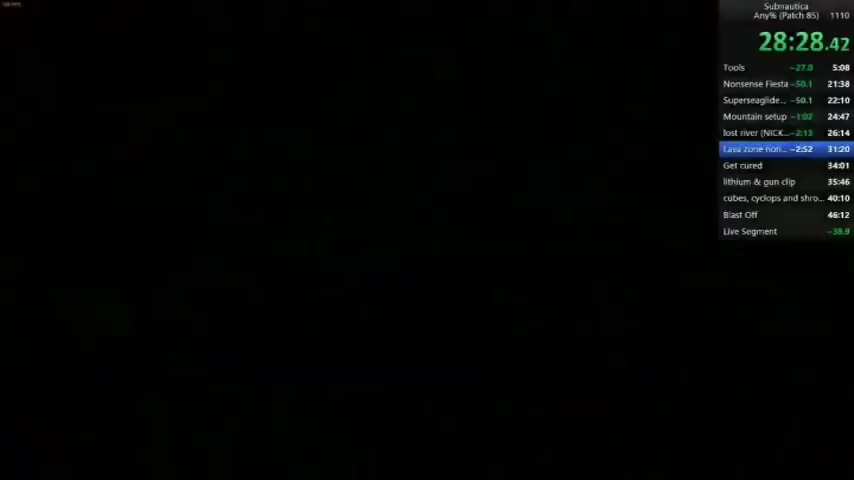 Subnautica
Any% (Patch 85) 1110
28:28.42
Tools -27.0 5:08
Nonsense Fiesta -50.1 21:38
Superseaglide... -50.1 22:10
Mountain setup -1:02 24:47
lost river (NICK... -2:13 26:14
Lava zone non... -2:52 31:20
Get cured 34:01
lithium & gun clip 35:46
cubes, cyclops and shro... 40:10
Blast Off 46:12
Live Segment -38.9